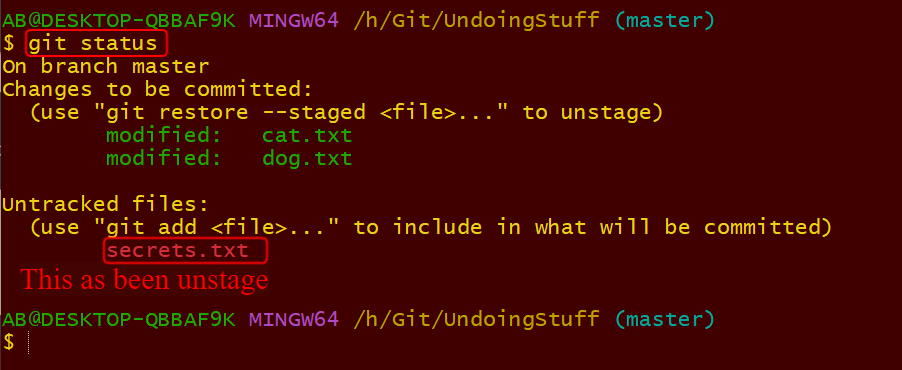 AB@DESKTOP-QBBAF9K MINGW64 /h/Git/UndoingStuff (master)
$ git status
On branch master
Changes to be committed:
  (use "git restore --staged <file>..." to unstage)
        modified:   cat.txt
        modified:   dog.txt

Untracked files:
  (use "git add <file>..." to include in what will be committed)
        secrets.txt
This as been unstage
AB@DESKTOP-QBBAF9K MINGW64 /h/Git/UndoingStuff (master)
$